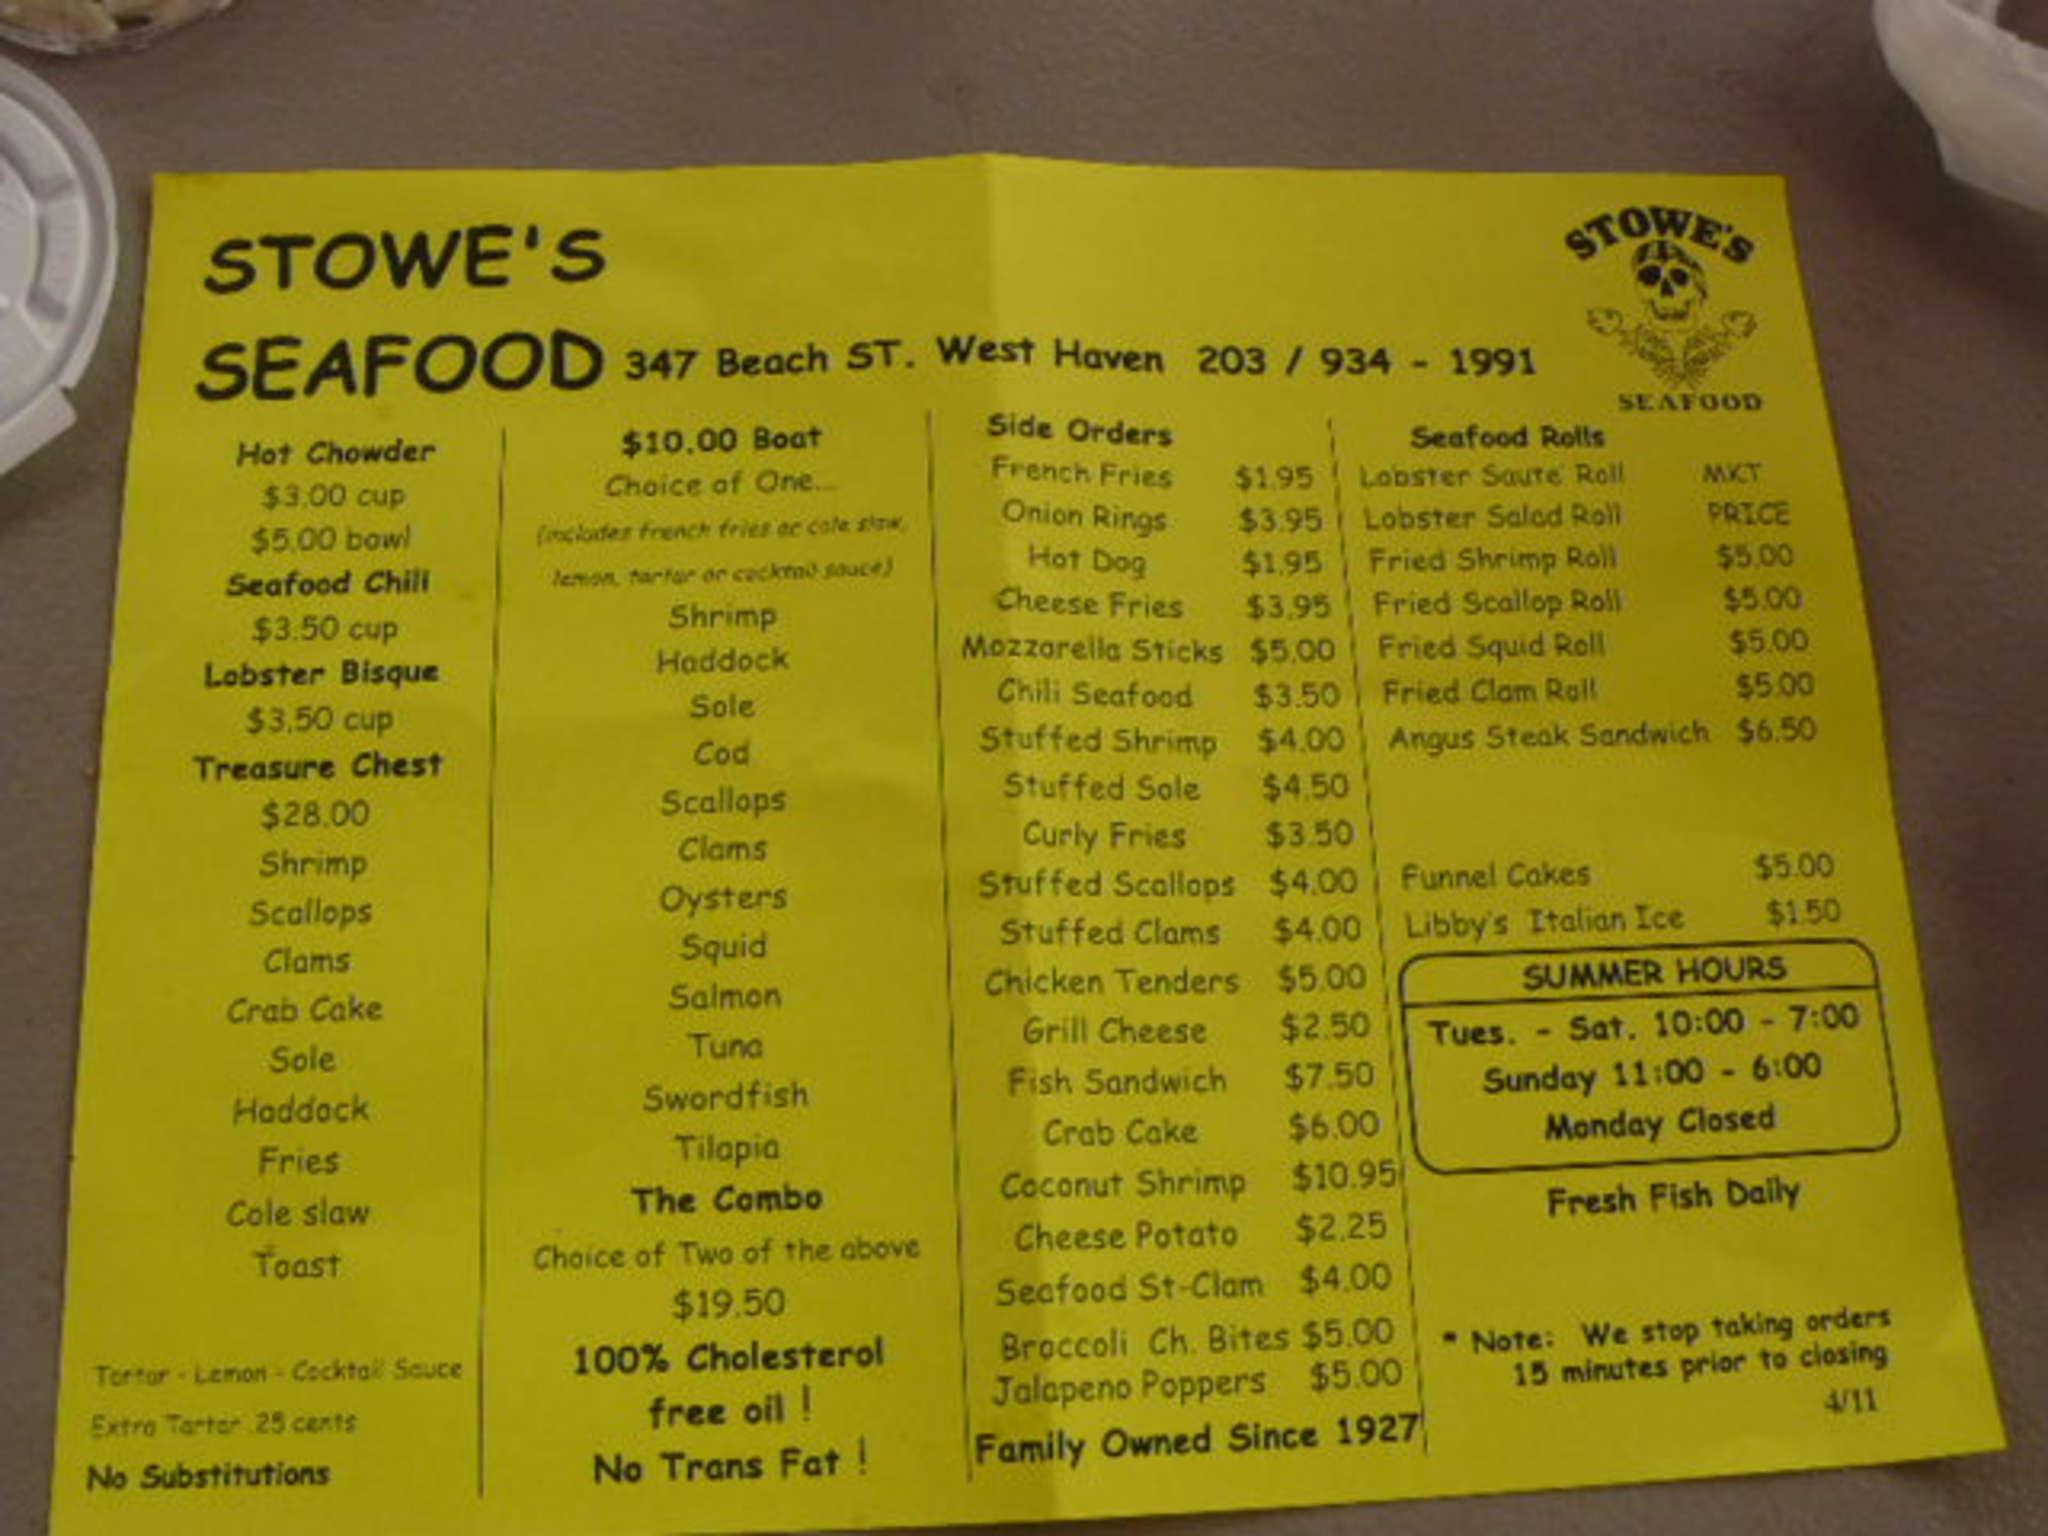 STOWE'S
SEAFOOD 347 Beach ST. West Haven 203 / 934 - 1991
STOWE'S
SEAFOOD
Hot Chowder
$3.00 cup
$5.00 bowl
Seafood Chili
$3.50 cup
Lobster Bisque
$3.50 cup
Treasure Chest
$28.00
Shrimp
Scallops
Clams
Crab Cake
Sole
Haddock
Fries
Cole slaw
Toast
Tartar - Lemon - Cocktail Sauce
Extra Tartar .25 cents
No Substitutions
$10.00 Boat
Choice of One...
(includes french fries or cole slaw,
lemon, tartar or cocktail sauce)
Shrimp
Haddock
Sole
Cod
Scallops
Clams
Oysters
Squid
Salmon
Tuna
Swordfish
Tilapia
The Combo
Choice of Two of the above
$19.50
100% Cholesterol
free oil !
No Trans Fat !
Side Orders
French Fries $1.95
Onion Rings $3.95
Hot Dog $1.95
Cheese Fries $3.95
Mozzarella Sticks $5.00
Chili Seafood $3.50
Stuffed Shrimp $4.00
Stuffed Sole $4.50
Curly Fries $3.50
Stuffed Scallops $4.00
Stuffed Clams $4.00
Chicken Tenders $5.00
Grill Cheese $2.50
Fish Sandwich $7.50
Crab Cake $6.00
Coconut Shrimp $10.95
Cheese Potato $2.25
Seafood St-Clam $4.00
Broccoli Ch. Bites $5.00
Jalapeno Poppers $5.00
Family Owned Since 1927
Seafood Rolls
Lobster Saute' Roll MKT
Lobster Salad Roll PRICE
Fried Shrimp Roll $5.00
Fried Scallop Roll $5.00
Fried Squid Roll $5.00
Fried Clam Roll $5.00
Angus Steak Sandwich $6.50
Funnel Cakes $5.00
Libby's Italian Ice $1.50
SUMMER HOURS
Tues. - Sat. 10:00 - 7:00
Sunday 11:00 - 6:00
Monday Closed
Fresh Fish Daily
* Note: We stop taking orders
15 minutes prior to closing
4/11